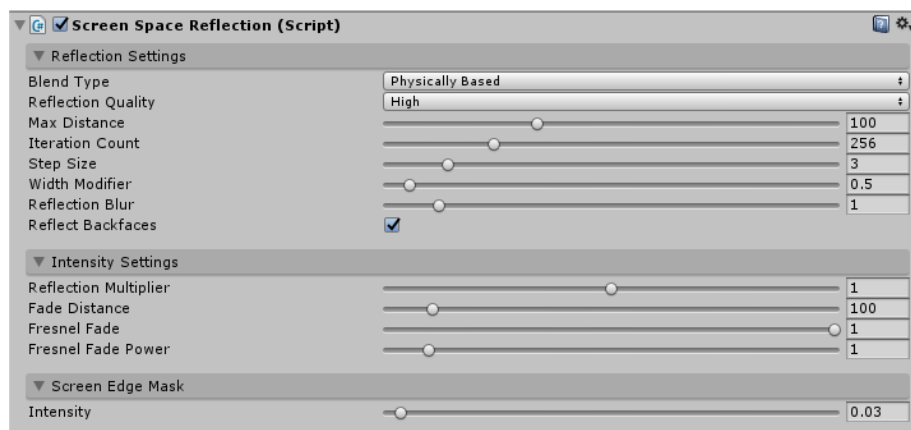 Screen Space Reflection (Script)
Reflection Settings
Blend Type Physically Based
Reflection Quality High
Max Distance 100
Iteration Count 256
Step Size 3
Width Modifier 0.5
Reflection Blur 1
Reflect Backfaces
Intensity Settings
Reflection Multiplier 1
Fade Distance 100
Fresnel Fade 1
Fresnel Fade Power 1
Screen Edge Mask
Intensity 0.03